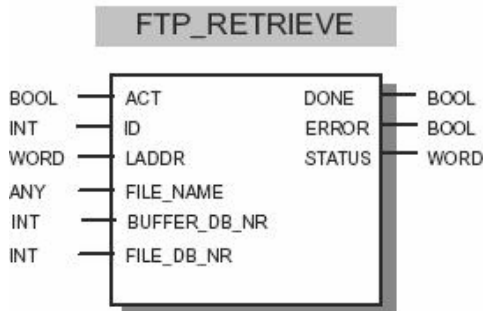 FTP_RETRIEVE
BOOL ACT DONE BOOL
INT ID ERROR BOOL
WORD LADDR STATUS WORD
ANY FILE_NAME
INT BUFFER_DB_NR
INT FILE_DB_NR